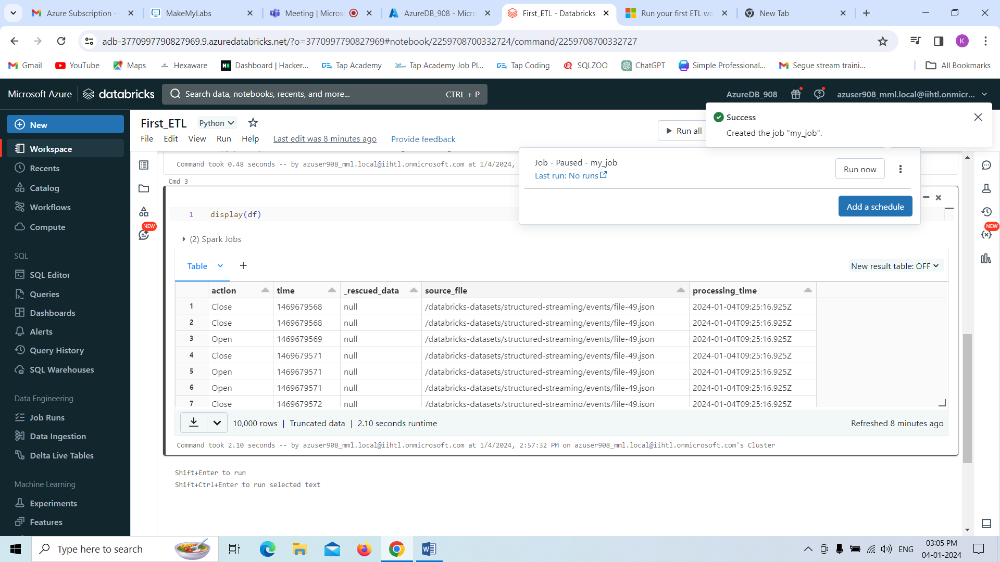 Azure Subscription -
MakeMyLabs
Meeting | Micros
AzureDB_908 - Micro
First_ETL - Databricks
Run your first ETL wo
New Tab
adb-3770997790827969.9.azuredatabricks.net/?o=3770997790827969#notebook/2259708700332724/command/2259708700332727
K
Gmail
YouTube
Maps
Hexaware
Dashboard | Hacker...
Tap Academy
Tap Academy Job Pl...
Tap Coding
SQLZOO
ChatGPT
Simple Professional...
Segue stream traini...
All Bookmarks
Microsoft Azure
databricks
Search data, notebooks, recents, and more...
CTRL + P
AzureDB_908
azuser908_mml.local@iihtl.onmicr...
New
Workspace
Recents
Catalog
Workflows
Compute
SQL
SQL Editor
Queries
Dashboards
Alerts
Query History
SQL Warehouses
Data Engineering
Job Runs
Data Ingestion
Delta Live Tables
Machine Learning
Experiments
Features
First_ETL
Python
File Edit View Run Help
Last edit was 8 minutes ago
Provide feedback
Run all
Success
Created the job "my_job".
Job - Paused - my_job
Last run: No runs
Run now
Add a schedule
NEW
NEW
Command took 0.48 seconds -- by azuser908_mml.local@iihtl.onmicrosoft.com at 1/4/2024,
Cmd 3
1 display(df)
(2) Spark Jobs
Table
New result table: OFF
action time _rescued_data source_file processing_time
1 Close 1469679568 null /databricks-datasets/structured-streaming/events/file-49.json 2024-01-04T09:25:16.925Z
2 Close 1469679568 null /databricks-datasets/structured-streaming/events/file-49.json 2024-01-04T09:25:16.925Z
3 Open 1469679569 null /databricks-datasets/structured-streaming/events/file-49.json 2024-01-04T09:25:16.925Z
4 Close 1469679571 null /databricks-datasets/structured-streaming/events/file-49.json 2024-01-04T09:25:16.925Z
5 Open 1469679571 null /databricks-datasets/structured-streaming/events/file-49.json 2024-01-04T09:25:16.925Z
6 Open 1469679571 null /databricks-datasets/structured-streaming/events/file-49.json 2024-01-04T09:25:16.925Z
7 Close 1469679572 null /databricks-datasets/structured-streaming/events/file-49.json 2024-01-04T09:25:16.925Z
10,000 rows | Truncated data | 2.10 seconds runtime
Refreshed 8 minutes ago
Command took 2.10 seconds -- by azuser908_mml.local@iihtl.onmicrosoft.com at 1/4/2024, 2:57:32 PM on azuser908_mml.local@iihtl.onmicrosoft.com's Cluster
Shift+Enter to run
Shift+Ctrl+Enter to run selected text
Type here to search
ENG
03:05 PM
04-01-2024